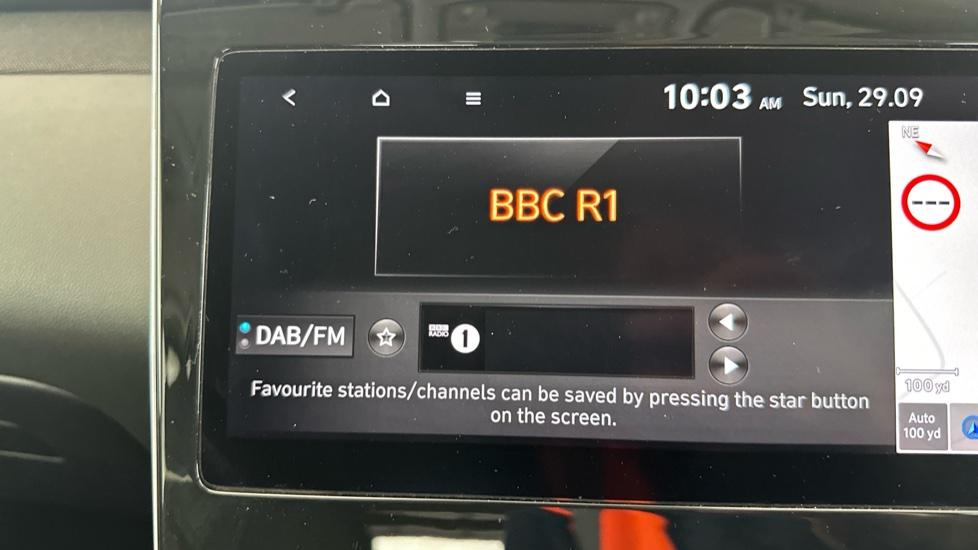 10:03 AM Sun, 29.09
NE
BBC R1
DAB/FM
BBC
RADIO
1
Favourite stations/channels can be saved by pressing the star button
on the screen.
100 yd
Auto
100 yd